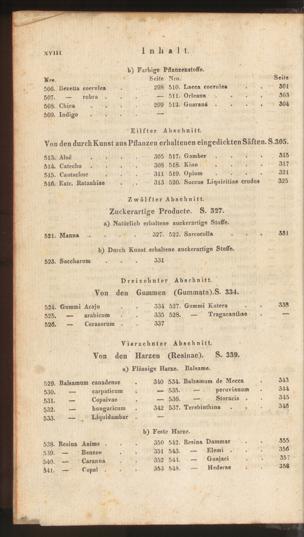 XVIII Inhalt.
b) Farbige Pflanzenstoffe.
Nro. Seite Nro. Seite
506. Bezetta coerulea . . 298 510. Lacca coerulea . . 301
507. — rubra . . — 511. Orleana . . 303
508. Chica . . 299 512. Guaraná . . 304
509. Indigo . . —
Eilfter Abschnitt.
Von den durch Kunst aus Pflanzen erhaltenen eingedickten Säften. S. 305.
513. Aloë . . 305 517. Gamber . . 315
514. Catechu . . 308 518. Kino . . 317
515. Cautschuc . . 311 519. Opium . . 321
516. Extr. Ratanhiae . . 313 520. Succus Liquiritiae crudus 325
Zwölfter Abschnitt.
Zuckerartige Producte. S. 327.
a) Natürlich erhaltene zuckerartige Stoffe.
521. Manna . . 327. 522. Sarcocolla . . 331
b) Durch Kunst erhaltene zuckerartige Stoffe.
523. Saccharum . . 331
Dreizehnter Abschnitt.
Von den Gummen (Gummata). S. 334.
524. Gummi Acaju . . 334 527. Gummi Kutera . . 338
525. — arabicum . . 335 528. — Tragacanthae . —
526. — Cerasorum . 337
Vierzehnter Abschnitt.
Von den Harzen (Resinae). S. 339.
a) Flüssige Harze. Balsame.
529. Balsamum canadense . 340 534. Balsamum de Mecca . 343
530. — carpaticum . — 535. — peruvianum . 344
531. — Copaivae . — 536. — Storacis . 345
532. — hungaricum 342 537. Terebinthina . . 346
533. — Liquidambar —
b) Feste Harze.
538. Resina Anime . . 350 542. Resina Dammar . . 355
539. — Benzoe . . 351 543. — Elemi . . 356
540. — Caranna . . 352 544. — Guajaci . . 357
541. — Copal . . 353 545. — Hederae . 358